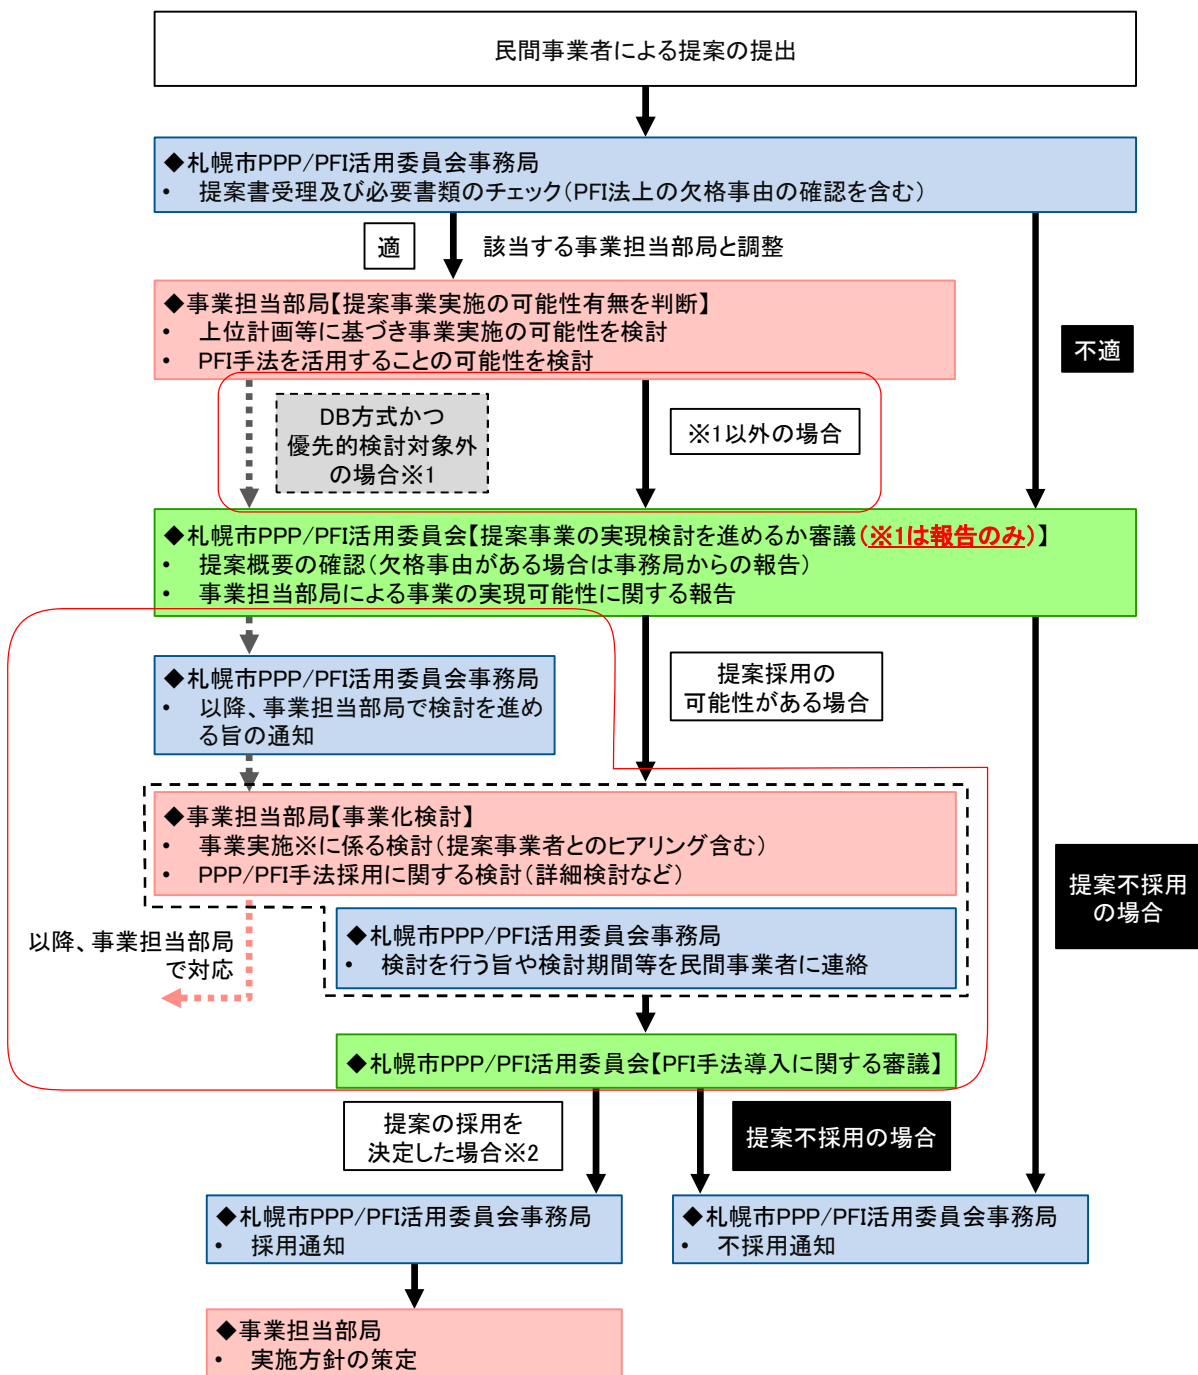 民間事業者による提案の提出
◆札幌市PPP/PFI活用委員会事務局
• 提案書受理及び必要書類のチェック(PFI法上の欠格事由の確認を含む)
適
該当する事業担当部局と調整
◆事業担当部局【提案事業実施の可能性有無を判断】
• 上位計画等に基づき事業実施の可能性を検討
• PFI手法を活用することの可能性を検討
不適
DB方式かつ
優先的検討対象外
の場合※1
※1以外の場合
◆札幌市PPP/PFI活用委員会【提案事業の実現検討を進めるか審議(※1は報告のみ)】
• 提案概要の確認(欠格事由がある場合は事務局からの報告)
• 事業担当部局による事業の実現可能性に関する報告
◆札幌市PPP/PFI活用委員会事務局
• 以降、事業担当部局で検討を進め
る旨の通知
提案採用の
可能性がある場合
◆事業担当部局【事業化検討】
• 事業実施※に係る検討(提案事業者とのヒアリング含む)
• PPP/PFI手法採用に関する検討(詳細検討など)
提案不採用
の場合
以降、事業担当部局
で対応
◆札幌市PPP/PFI活用委員会事務局
• 検討を行う旨や検討期間等を民間事業者に連絡
◆札幌市PPP/PFI活用委員会【PFI手法導入に関する審議】
提案の採用を
決定した場合※2
提案不採用の場合
◆札幌市PPP/PFI活用委員会事務局
• 採用通知
◆札幌市PPP/PFI活用委員会事務局
• 不採用通知
◆事業担当部局
• 実施方針の策定